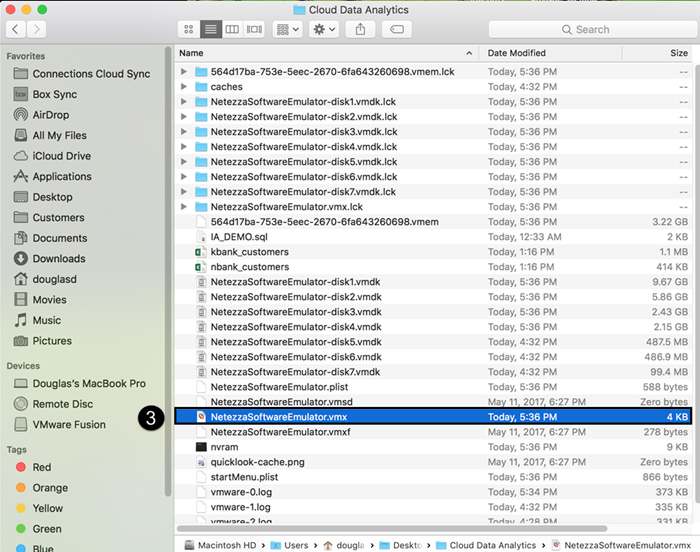 Cloud Data Analytics
Search
Favorites
Connections Cloud Sync
Box Sync
AirDrop
All My Files
iCloud Drive
Applications
Desktop
Customers
Documents
Downloads
douglasd
Movies
Music
Pictures
Devices
Douglas's MacBook Pro
Remote Disc
VMware Fusion
Tags
Red
Orange
Yellow
Green
Blue
3
Name Date Modified Size
564d17ba-753e-5eec-2670-6fa643260698.vmem.lck Today, 5:36 PM --
caches Today, 4:32 PM --
NetezzaSoftwareEmulator-disk1.vmdk.lck Today, 5:36 PM --
NetezzaSoftwareEmulator-disk2.vmdk.lck Today, 5:36 PM --
NetezzaSoftwareEmulator-disk3.vmdk.lck Today, 5:36 PM --
NetezzaSoftwareEmulator-disk4.vmdk.lck Today, 5:36 PM --
NetezzaSoftwareEmulator-disk5.vmdk.lck Today, 5:36 PM --
NetezzaSoftwareEmulator-disk6.vmdk.lck Today, 5:36 PM --
NetezzaSoftwareEmulator-disk7.vmdk.lck Today, 5:36 PM --
NetezzaSoftwareEmulator.vmx.lck Today, 5:36 PM --
564d17ba-753e-5eec-2670-6fa643260698.vmem Today, 5:36 PM 3.22 GB
IA_DEMO.sql Today, 12:33 AM 2 KB
kbank_customers Today, 1:16 PM 1.1 MB
nbank_customers Today, 1:16 PM 414 KB
NetezzaSoftwareEmulator-disk1.vmdk Today, 5:36 PM 9.67 GB
NetezzaSoftwareEmulator-disk2.vmdk Today, 5:36 PM 5.86 GB
NetezzaSoftwareEmulator-disk3.vmdk Today, 5:36 PM 2.43 GB
NetezzaSoftwareEmulator-disk4.vmdk Today, 5:36 PM 2.15 GB
NetezzaSoftwareEmulator-disk5.vmdk Today, 4:32 PM 487.5 MB
NetezzaSoftwareEmulator-disk6.vmdk Today, 4:32 PM 486.9 MB
NetezzaSoftwareEmulator-disk7.vmdk Today, 4:32 PM 99.4 MB
NetezzaSoftwareEmulator.plist Today, 5:36 PM 588 bytes
NetezzaSoftwareEmulator.vmsd May 11, 2017, 6:27 PM Zero bytes
NetezzaSoftwareEmulator.vmx Today, 5:36 PM 4 KB
NetezzaSoftwareEmulator.vmxf May 11, 2017, 6:27 PM 278 bytes
nvram Today, 5:36 PM 9 KB
quicklook-cache.png May 11, 2017, 6:27 PM Zero bytes
startMenu.plist Today, 5:36 PM 866 bytes
vmware-0.log Today, 5:34 PM 373 KB
vmware-1.log Today, 4:32 PM 335 KB
vmware-2.log Today, 4:28 PM 331 KB
Macintosh HD Users dougla Deskto Cloud Data Analytics NetezzaSoftwareEmulator.vmx